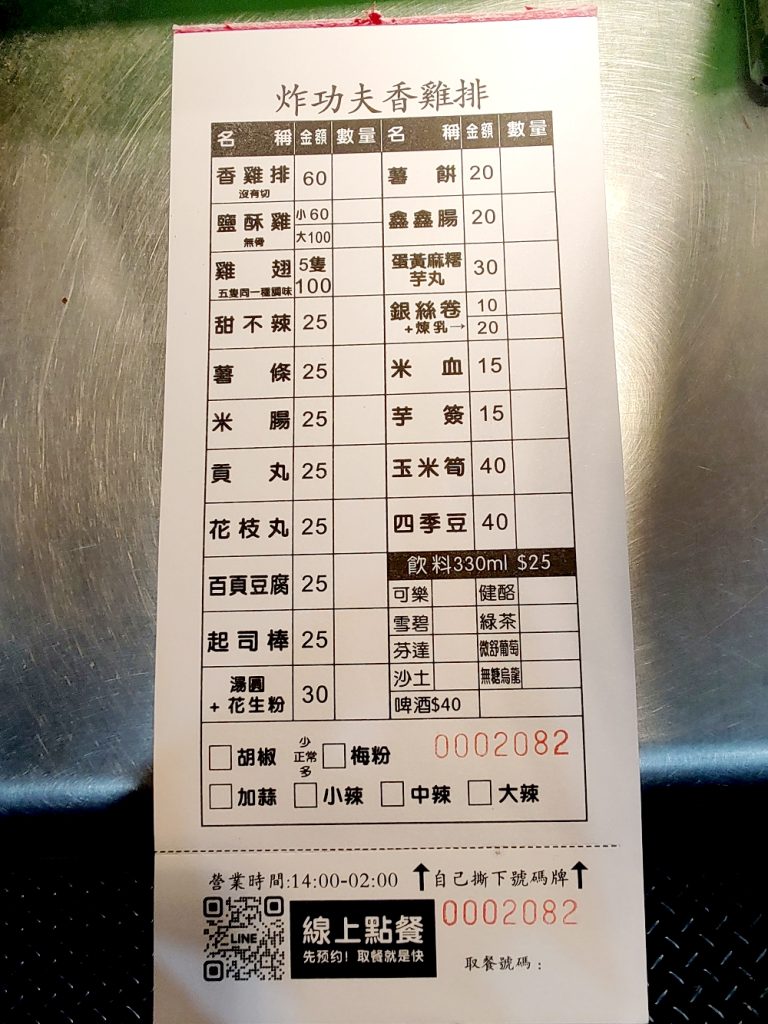 炸功夫香雞排
名 稱 金額 數量 名 稱 金額 數量
香雞排 60 薯 餅 20
沒有切
鹽酥雞 小60 鑫鑫腸 20
無骨 大100
雞 翅 5隻 100 蛋黃麻糬 芋丸 30
五隻同一種調味
甜不辣 25 銀絲卷 10
+煉乳→ 20
薯 條 25 米 血 15
米 腸 25 芋 簽 15
貢 丸 25 玉米筍 40
花枝丸 25 四季豆 40
百頁豆腐 25 飲料330ml $25
可樂 健酪
起司棒 25 雪碧 綠茶
芬達 微舒葡萄
湯圓 + 花生粉 30 沙士 無糖烏龍
啤酒$40
胡椒 少 正常 多 梅粉 0002082
加蒜 小辣 中辣 大辣
營業時間:14:00-02:00 ↑自己撕下號碼牌↑
LINE 線上點餐 0002082
先预约! 取餐就是快 取餐號碼: